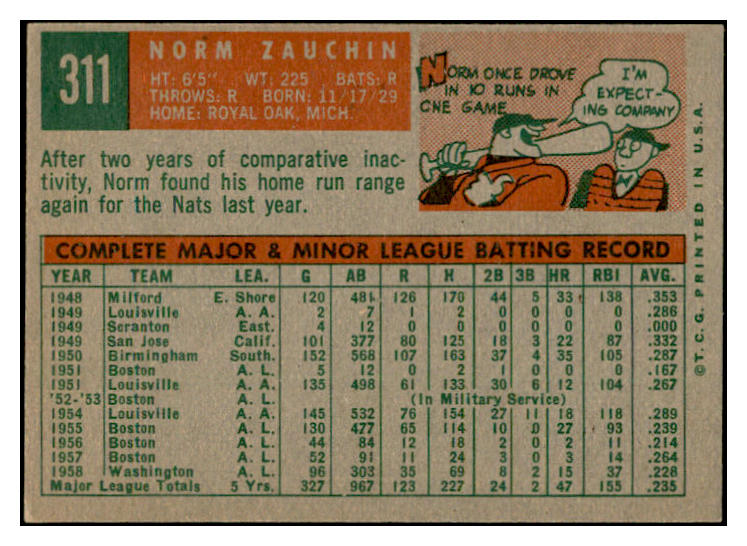 311
NORM ZAUCHIN
HT: 6'5" WT: 225 BATS: R
THROWS: R BORN: 11/17/29
HOME: ROYAL OAK, MICH.
NORM ONCE DROVE
IN 10 RUNS IN
ONE GAME
I'M
EXPECT-
ING COMPANY
After two years of comparative inac-
tivity, Norm found his home run range
again for the Nats last year.
COMPLETE MAJOR & MINOR LEAGUE BATTING RECORD
YEAR TEAM LEA. G AB R H 2B 3B HR RBI AVG.
1948 Milford E. Shore 120 481 126 170 44 5 33 138 .353
1949 Louisville A. A. 2 7 1 2 0 0 0 0 .286
1949 Scranton East. 4 12 0 0 0 0 0 0 .000
1949 San Jose Calif. 101 377 80 125 18 3 22 87 .332
1950 Birmingham South. 152 568 107 163 37 4 35 105 .287
1951 Boston A. L. 5 12 0 2 1 0 0 0 .167
1951 Louisville A. A. 135 498 61 133 30 6 12 104 .267
'52-'53 Boston A. L. (In Military Service)
1954 Louisville A. A. 145 532 76 154 27 11 18 118 .289
1955 Boston A. L. 130 477 65 114 10 0 27 93 .239
1956 Boston A. L. 44 84 12 18 2 0 2 11 .214
1957 Boston A. L. 52 91 11 24 3 0 3 14 .264
1958 Washington A. L. 96 303 35 69 8 2 15 37 .228
Major League Totals 5 Yrs. 327 967 123 227 24 2 47 155 .235
©T.C.G. PRINTED IN U.S.A.